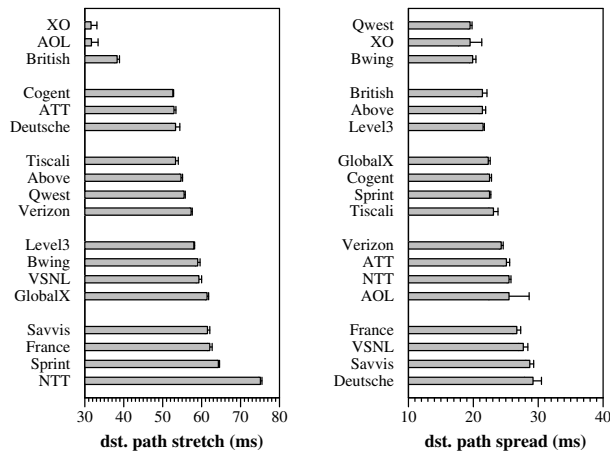 XO
AOL
British
Cogent
ATT
Deutsche
Tiscali
Above
Qwest
Verizon
Level3
Bwing
VSNL
GlobalX
Savvis
France
Sprint
NTT
30 40 50 60 70 80
dst. path stretch (ms)
Qwest
XO
Bwing
British
Above
Level3
GlobalX
Cogent
Sprint
Tiscali
Verizon
ATT
NTT
AOL
France
VSNL
Savvis
Deutsche
10 20 30 40
dst. path spread (ms)